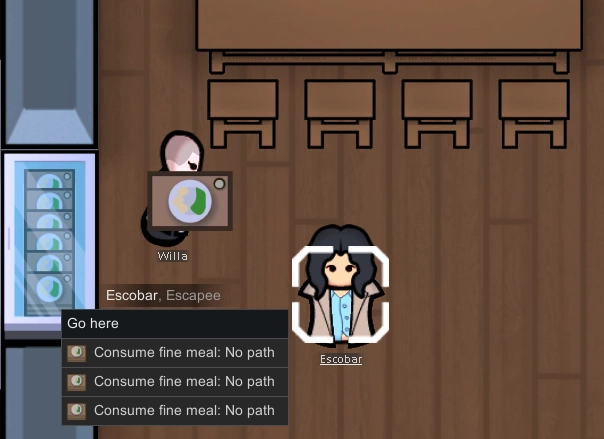 Willa
Escobar, Escapee
Go here
Consume fine meal: No path
Consume fine meal: No path
Consume fine meal: No path
Escobar